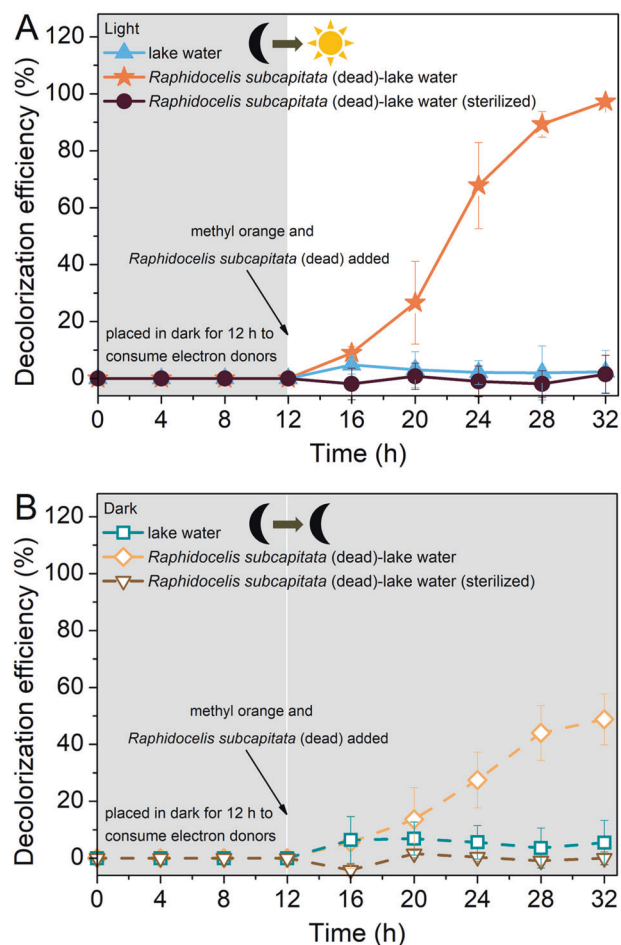 A
Light
lake water
Raphidocelis subcapitata (dead)-lake water
Raphidocelis subcapitata (dead)-lake water (sterilized)
Decolorization efficiency (%)
120
100
80
60
40
20
0
methyl orange and
Raphidocelis subcapitata (dead) added
placed in dark for 12 h to
consume electron donors
0 4 8 12 16 20 24 28 32
Time (h)
B
Dark
lake water
Raphidocelis subcapitata (dead)-lake water
Raphidocelis subcapitata (dead)-lake water (sterilized)
Decolorization efficiency (%)
120
100
80
60
40
20
0
methyl orange and
Raphidocelis subcapitata (dead) added
placed in dark for 12 h to
consume electron donors
0 4 8 12 16 20 24 28 32
Time (h)